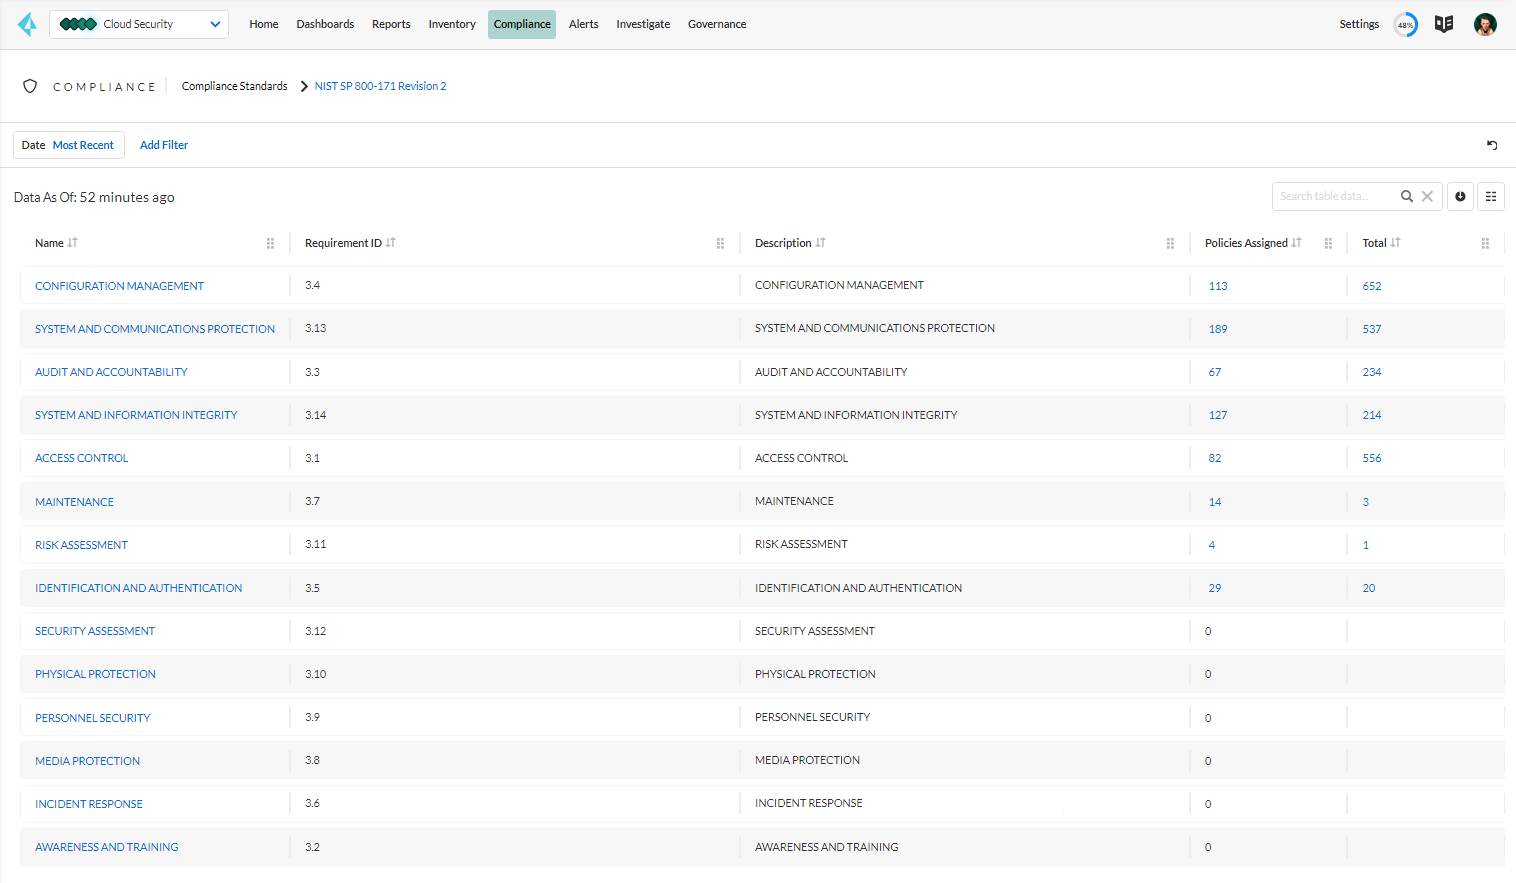 Cloud Security Home Dashboards Reports Inventory Compliance Alerts Investigate Governance Settings 48%
COMPLIANCE Compliance Standards NIST SP 800-171 Revision 2
Date Most Recent Add Filter
Data As Of: 52 minutes ago Search table data...
Name Requirement ID Description Policies Assigned Total
CONFIGURATION MANAGEMENT 3.4 CONFIGURATION MANAGEMENT 113 652
SYSTEM AND COMMUNICATIONS PROTECTION 3.13 SYSTEM AND COMMUNICATIONS PROTECTION 189 537
AUDIT AND ACCOUNTABILITY 3.3 AUDIT AND ACCOUNTABILITY 67 234
SYSTEM AND INFORMATION INTEGRITY 3.14 SYSTEM AND INFORMATION INTEGRITY 127 214
ACCESS CONTROL 3.1 ACCESS CONTROL 82 556
MAINTENANCE 3.7 MAINTENANCE 14 3
RISK ASSESSMENT 3.11 RISK ASSESSMENT 4 1
IDENTIFICATION AND AUTHENTICATION 3.5 IDENTIFICATION AND AUTHENTICATION 29 20
SECURITY ASSESSMENT 3.12 SECURITY ASSESSMENT 0
PHYSICAL PROTECTION 3.10 PHYSICAL PROTECTION 0
PERSONNEL SECURITY 3.9 PERSONNEL SECURITY 0
MEDIA PROTECTION 3.8 MEDIA PROTECTION 0
INCIDENT RESPONSE 3.6 INCIDENT RESPONSE 0
AWARENESS AND TRAINING 3.2 AWARENESS AND TRAINING 0